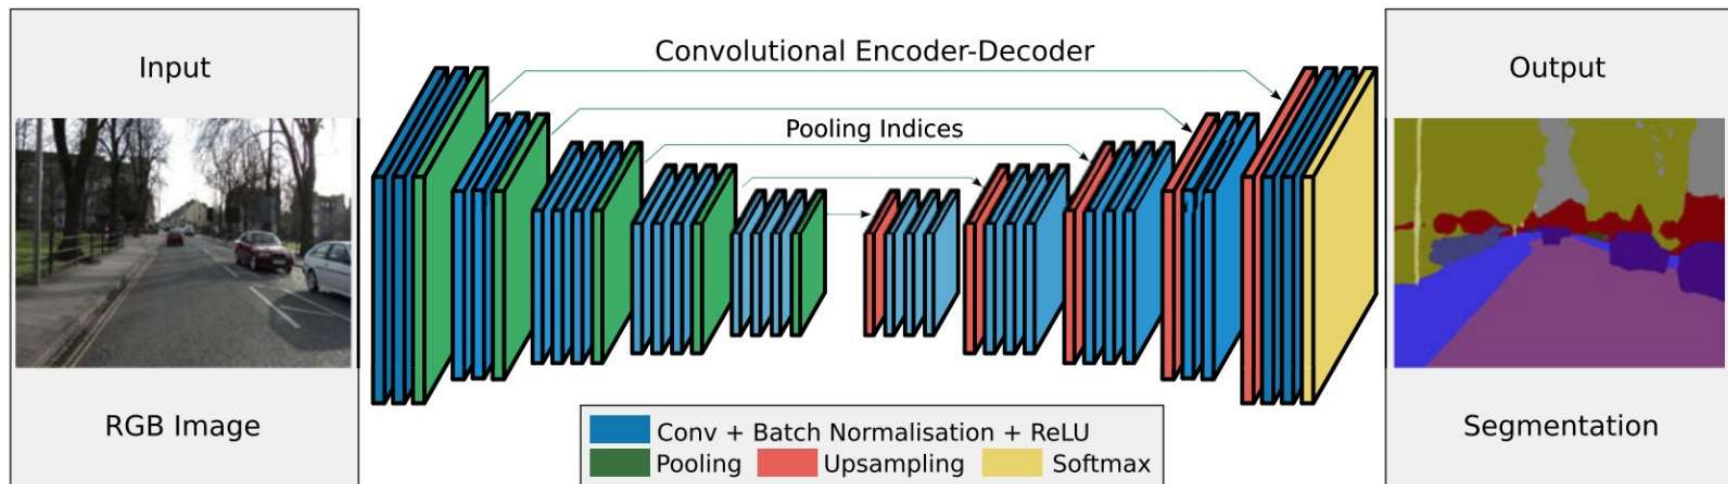 Input
RGB Image
Convolutional Encoder-Decoder
Pooling Indices
Conv + Batch Normalisation + ReLU
Pooling Upsampling Softmax
Output
Segmentation